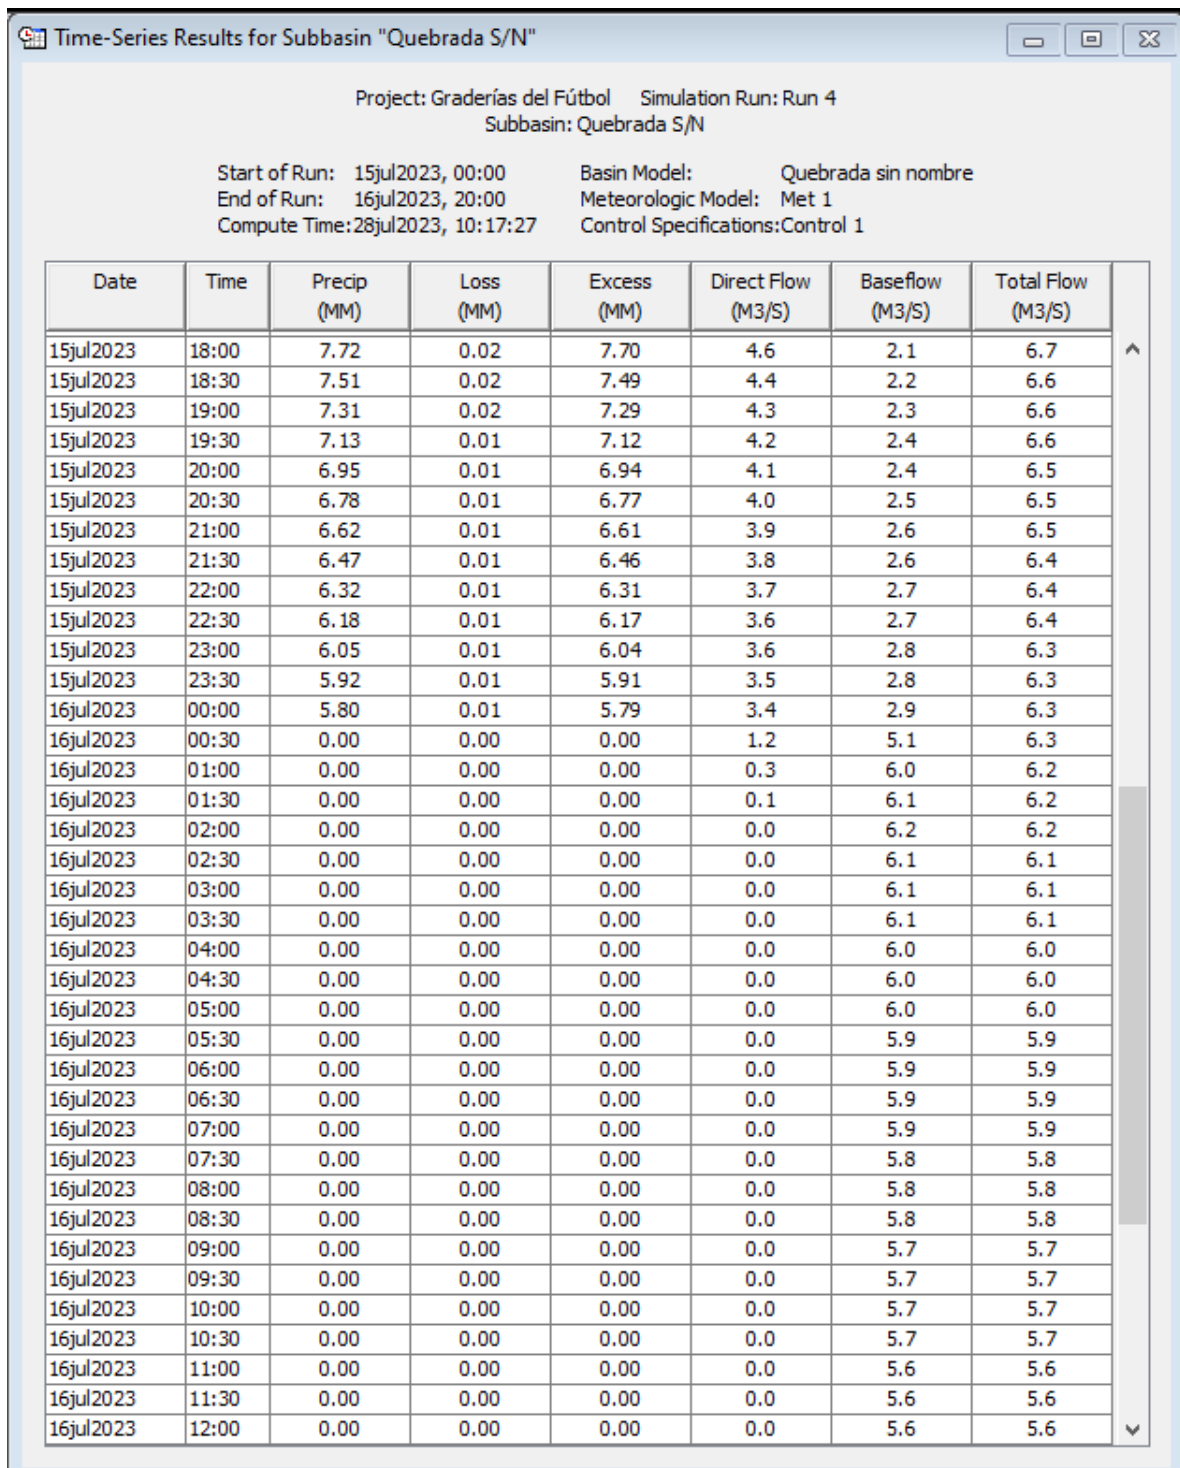 Time-Series Results for Subbasin "Quebrada S/N"
Project: Graderías del Fútbol Simulation Run: Run 4
Subbasin: Quebrada S/N
Start of Run: 15jul2023, 00:00 Basin Model: Quebrada sin nombre
End of Run: 16jul2023, 20:00 Meteorologic Model: Met 1
Compute Time:28jul2023, 10:17:27 Control Specifications:Control 1
Date Time Precip Loss Excess Direct Flow Baseflow Total Flow
(MM) (MM) (MM) (M3/S) (M3/S) (M3/S)
15jul2023 18:00 7.72 0.02 7.70 4.6 2.1 6.7
15jul2023 18:30 7.51 0.02 7.49 4.4 2.2 6.6
15jul2023 19:00 7.31 0.02 7.29 4.3 2.3 6.6
15jul2023 19:30 7.13 0.01 7.12 4.2 2.4 6.6
15jul2023 20:00 6.95 0.01 6.94 4.1 2.4 6.5
15jul2023 20:30 6.78 0.01 6.77 4.0 2.5 6.5
15jul2023 21:00 6.62 0.01 6.61 3.9 2.6 6.5
15jul2023 21:30 6.47 0.01 6.46 3.8 2.6 6.4
15jul2023 22:00 6.32 0.01 6.31 3.7 2.7 6.4
15jul2023 22:30 6.18 0.01 6.17 3.6 2.7 6.4
15jul2023 23:00 6.05 0.01 6.04 3.6 2.8 6.3
15jul2023 23:30 5.92 0.01 5.91 3.5 2.8 6.3
16jul2023 00:00 5.80 0.01 5.79 3.4 2.9 6.3
16jul2023 00:30 0.00 0.00 0.00 1.2 5.1 6.3
16jul2023 01:00 0.00 0.00 0.00 0.3 6.0 6.2
16jul2023 01:30 0.00 0.00 0.00 0.1 6.1 6.2
16jul2023 02:00 0.00 0.00 0.00 0.0 6.2 6.2
16jul2023 02:30 0.00 0.00 0.00 0.0 6.1 6.1
16jul2023 03:00 0.00 0.00 0.00 0.0 6.1 6.1
16jul2023 03:30 0.00 0.00 0.00 0.0 6.1 6.1
16jul2023 04:00 0.00 0.00 0.00 0.0 6.0 6.0
16jul2023 04:30 0.00 0.00 0.00 0.0 6.0 6.0
16jul2023 05:00 0.00 0.00 0.00 0.0 6.0 6.0
16jul2023 05:30 0.00 0.00 0.00 0.0 5.9 5.9
16jul2023 06:00 0.00 0.00 0.00 0.0 5.9 5.9
16jul2023 06:30 0.00 0.00 0.00 0.0 5.9 5.9
16jul2023 07:00 0.00 0.00 0.00 0.0 5.9 5.9
16jul2023 07:30 0.00 0.00 0.00 0.0 5.8 5.8
16jul2023 08:00 0.00 0.00 0.00 0.0 5.8 5.8
16jul2023 08:30 0.00 0.00 0.00 0.0 5.8 5.8
16jul2023 09:00 0.00 0.00 0.00 0.0 5.7 5.7
16jul2023 09:30 0.00 0.00 0.00 0.0 5.7 5.7
16jul2023 10:00 0.00 0.00 0.00 0.0 5.7 5.7
16jul2023 10:30 0.00 0.00 0.00 0.0 5.7 5.7
16jul2023 11:00 0.00 0.00 0.00 0.0 5.6 5.6
16jul2023 11:30 0.00 0.00 0.00 0.0 5.6 5.6
16jul2023 12:00 0.00 0.00 0.00 0.0 5.6 5.6